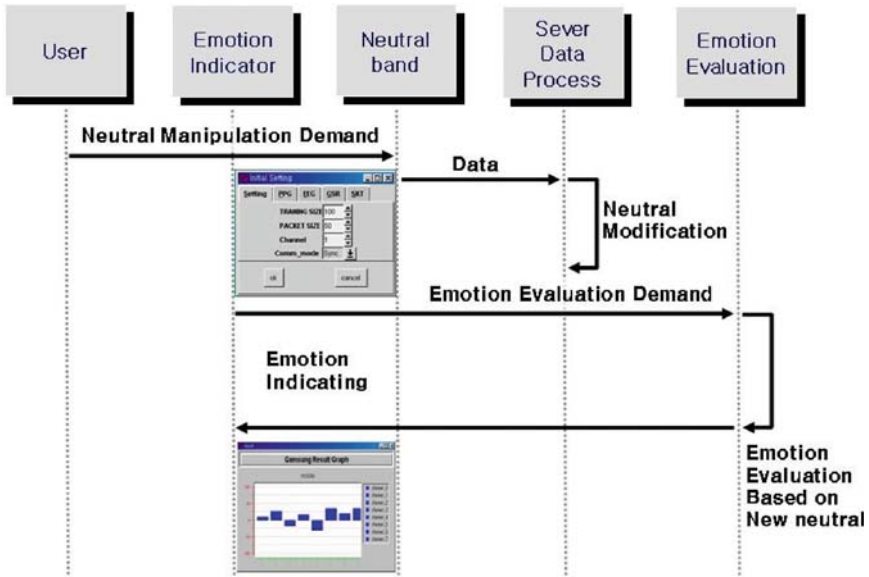 User
Emotion
Indicator
Neutral
band
Sever
Data
Process
Emotion
Evaluation
Neutral Manipulation Demand
Data
Initial Setting
Setting PPG EEG GSR SKT
TRANING SIZE 100
PACKET SIZE 50
Channel 1
Comm_mode Sync
ok cancel
Neutral
Modification
Emotion Evaluation Demand
Emotion
Indicating
Emotion
Evaluation
Based on
New neutral
Gamsung Result Graph